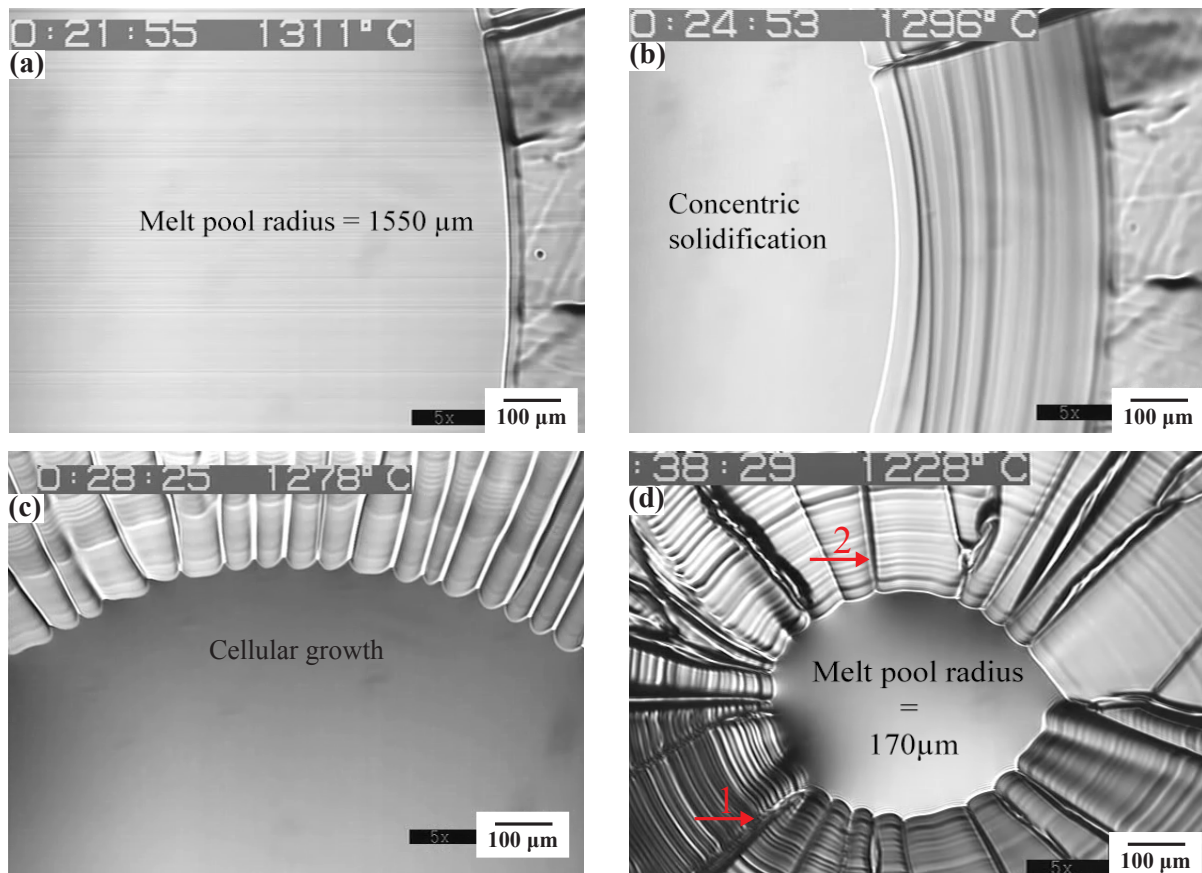 0:21:55 1311°C
(a)
Melt pool radius = 1550 µm
5x
100 µm
0:24:53 1296°C
(b)
Concentric
solidification
5x
100 µm
0:28:25 1278°C
(c)
Cellular growth
5x
100 µm
:38:29 1228°C
(d)
2
Melt pool radius
=
170µm
1
5x
100 µm